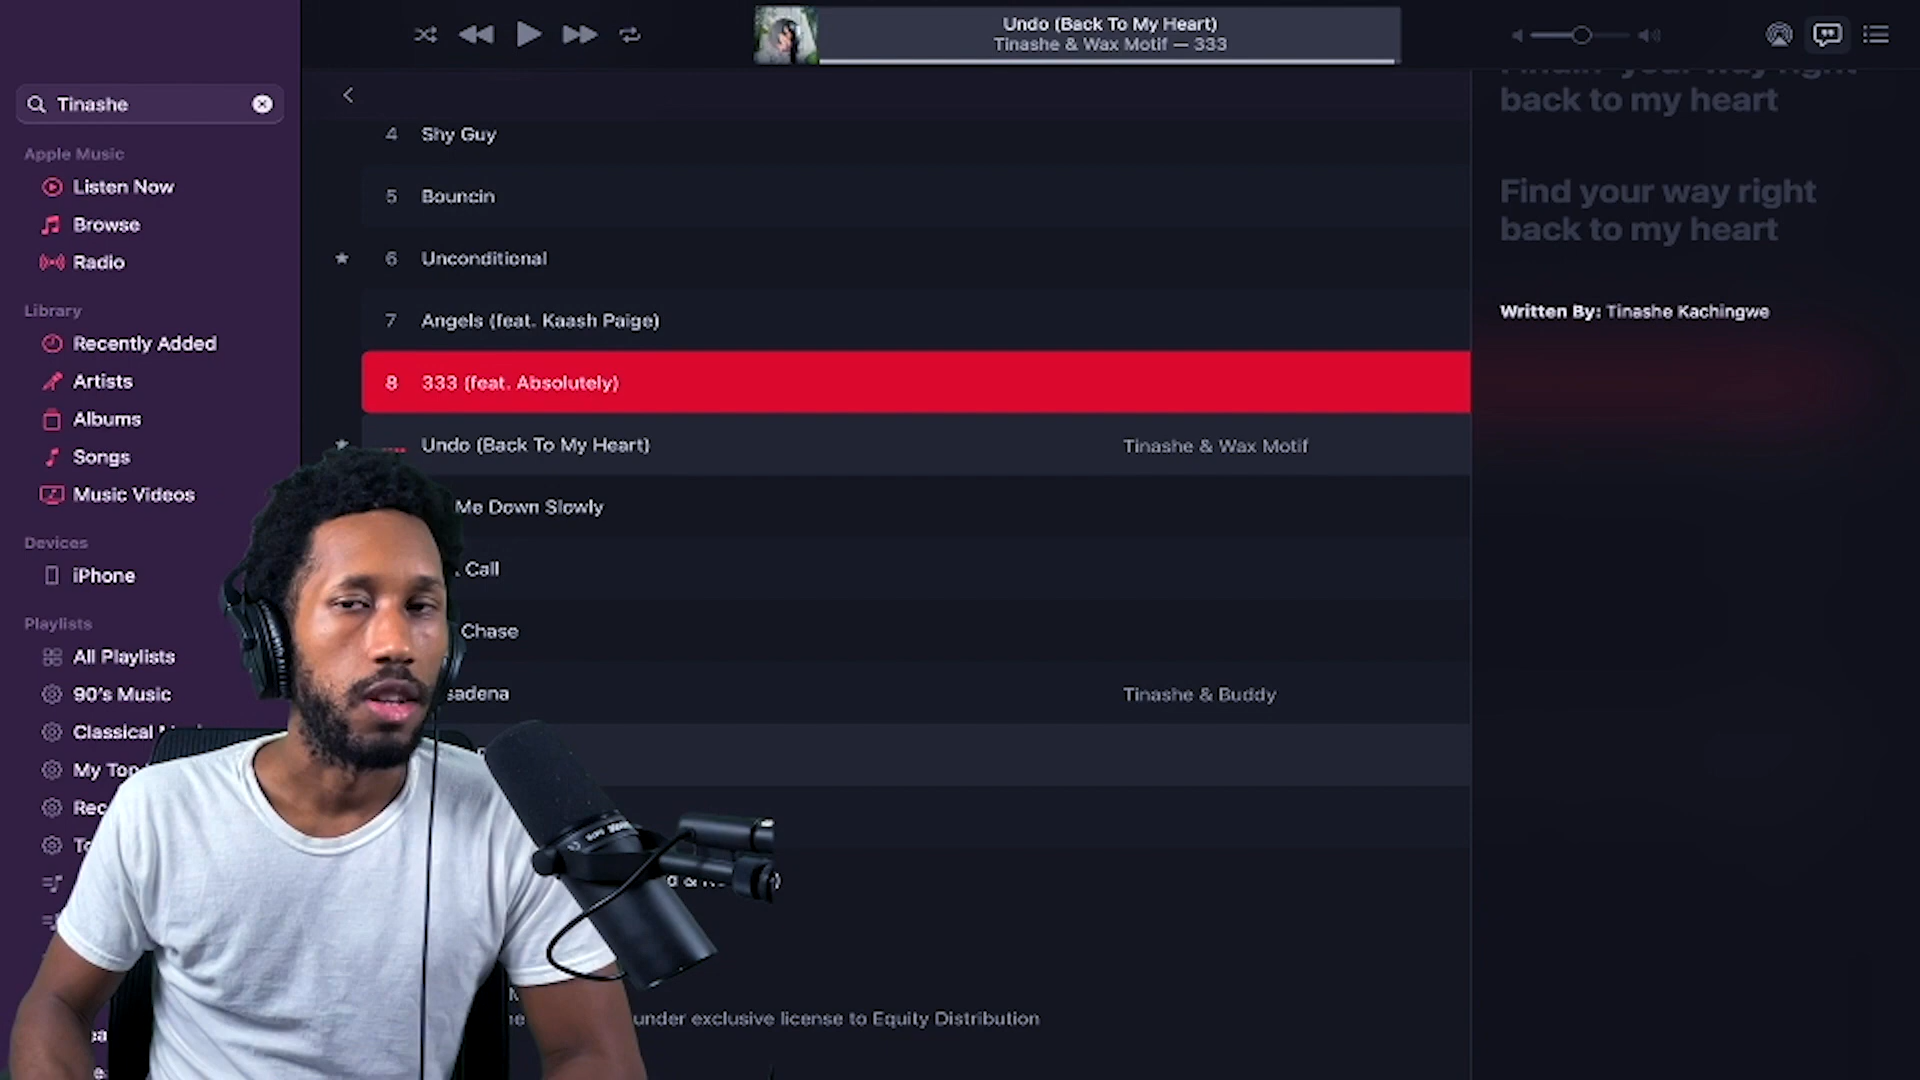 Undo (Back To My Heart)
Tinashe & Wax Motif — 333
Tinashe
Apple Music
Listen Now
Browse
Radio
Library
Recently Added
Artists
Albums
Songs
Music Videos
Devices
iPhone
Playlists
All Playlists
90's Music
Classical
My Top
4 Shy Guy
5 Bouncin
6 Unconditional
7 Angels (feat. Kaash Paige)
8 333 (feat. Absolutely)
Undo (Back To My Heart) Tinashe & Wax Motif
Me Down Slowly
Call
Chase
Tinashe & Buddy
under exclusive license to Equity Distribution
back to my heart
Find your way right
back to my heart
Written By: Tinashe Kachingwe